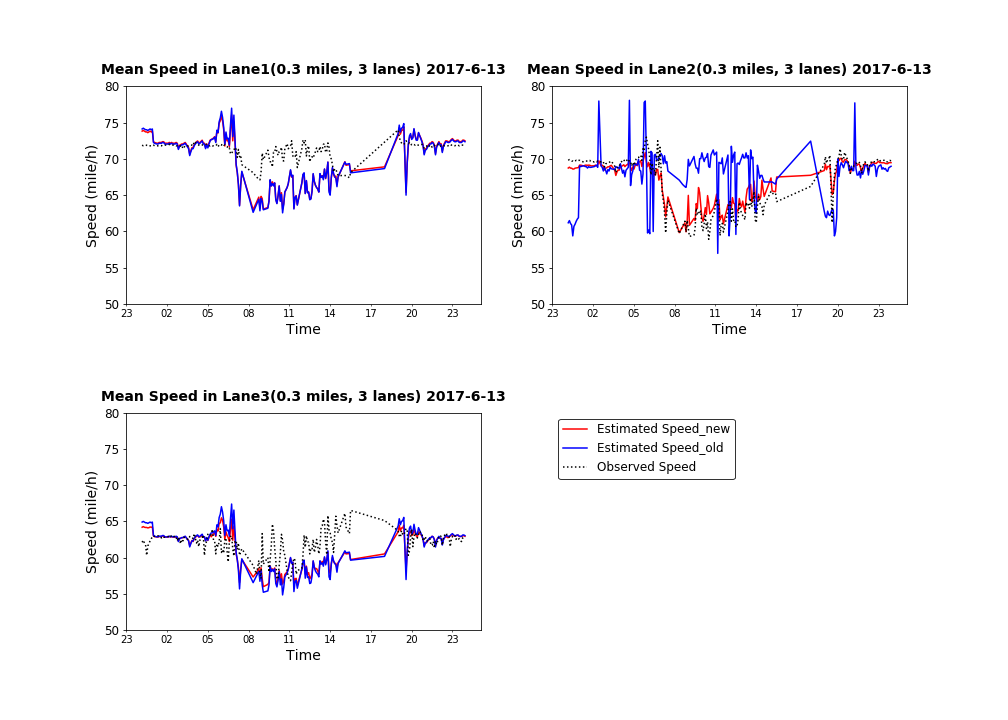 Mean Speed in Lane1(0.3 miles, 3 lanes) 2017-6-13
80
75
70
65
60
55
50
Speed (mile/h)
23 02 05 08 11 14 17 20 23
Time
Mean Speed in Lane2(0.3 miles, 3 lanes) 2017-6-13
80
75
70
65
60
55
50
Speed (mile/h)
23 02 05 08 11 14 17 20 23
Time
Mean Speed in Lane3(0.3 miles, 3 lanes) 2017-6-13
80
75
70
65
60
55
50
Speed (mile/h)
23 02 05 08 11 14 17 20 23
Time
Estimated Speed_new
Estimated Speed_old
Observed Speed